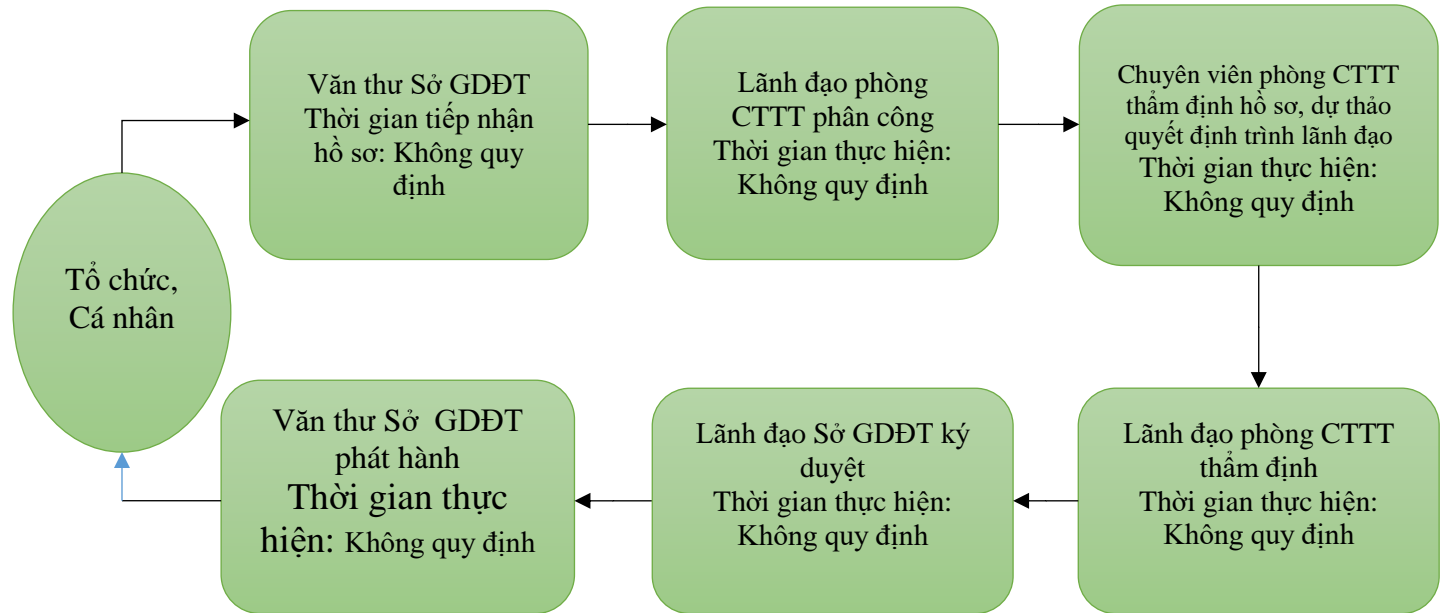 Tổ chức,
Cá nhân
Văn thư Sở GDĐT
Thời gian tiếp nhận
hồ sơ: Không quy
định
Lãnh đạo phòng
CTTT phân công
Thời gian thực hiện:
Không quy định
Chuyên viên phòng CTTT
thẩm định hồ sơ, dự thảo
quyết định trình lãnh đạo
Thời gian thực hiện:
Không quy định
Lãnh đạo phòng CTTT
thẩm định
Thời gian thực hiện:
Không quy định
Lãnh đạo Sở GDĐT ký
duyệt
Thời gian thực hiện:
Không quy định
Văn thư Sở GDĐT
phát hành
Thời gian thực
hiện: Không quy định